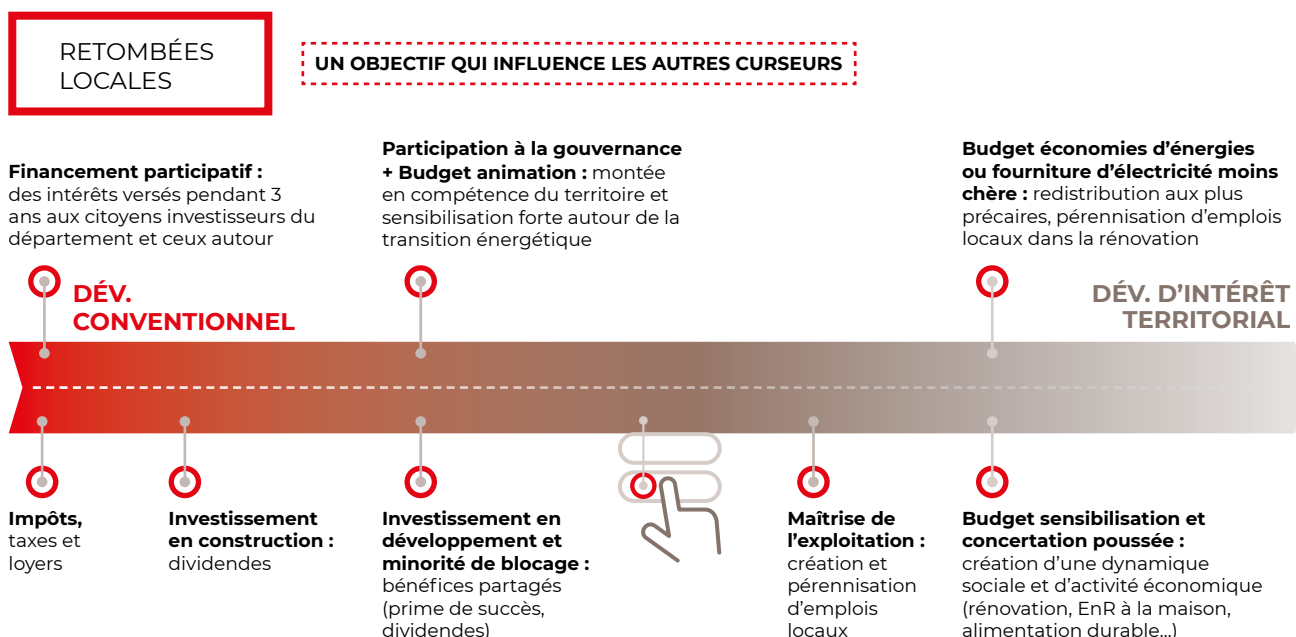 RETOMBÉES
LOCALES
UN OBJECTIF QUI INFLUENCE LES AUTRES CURSEURS
Financement participatif :
des intérêts versés pendant 3
ans aux citoyens investisseurs du
département et ceux autour
Participation à la gouvernance
+ Budget animation : montée
en compétence du territoire et
sensibilisation forte autour de la
transition énergétique
Budget économies d’énergies
ou fourniture d’électricité moins
chère : redistribution aux plus
précaires, pérennisation d’emplois
locaux dans la rénovation
DÉV.
CONVENTIONNEL
DÉV. D’INTÉRÊT
TERRITORIAL
Impôts,
taxes et
loyers
Investissement
en construction :
dividendes
Investissement en
développement et
minorité de blocage :
bénéfices partagés
(prime de succès,
dividendes)
Maîtrise de
l’exploitation :
création et
pérennisation
d’emplois
locaux
Budget sensibilisation et
concertation poussée :
création d’une dynamique
sociale et d’activité économique
(rénovation, EnR à la maison,
alimentation durable...)